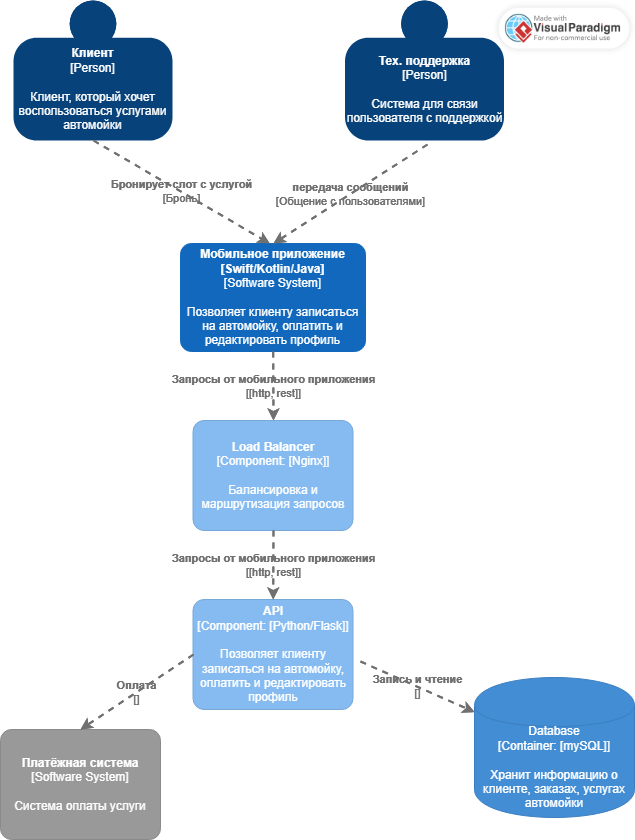 Made with
VisualParadigm
For non-commercial use
Клиент
[Person]
Клиент, который хочет
воспользоваться услугами
автомойки
Тех. поддержка
[Person]
Система для связи
пользователя с поддержкой
Бронирует слот с услугой
[Бронь]
передача сообщений
[Общение с пользователями]
Мобильное приложение
[Swift/Kotlin/Java]
[Software System]
Позволяет клиенту записаться
на автомойку, оплатить и
редактировать профиль
Запросы от мобильного приложения
[[http, rest]]
Load Balancer
[Component: [Nginx]]
Балансировка и
маршрутизация запросов
Запросы от мобильного приложения
[[http, rest]]
API
[Component: [Python/Flask]]
Позволяет клиенту
записаться на автомойку,
оплатить и редактировать
профиль
Оплата
[]
Запись и чтение
[]
Платёжная система
[Software System]
Система оплаты услуги
Database
[Container: [mySQL]]
Хранит информацию о
клиенте, заказах, услугах
автомойки